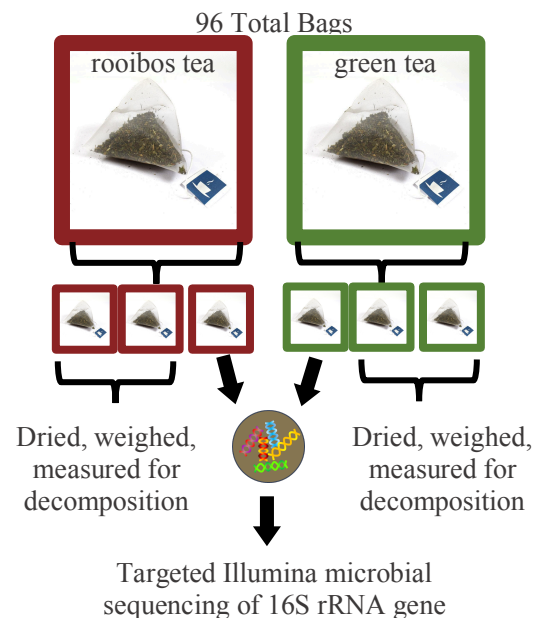 96 Total Bags
rooibos tea
green tea
Dried, weighed,
measured for
decomposition
Dried, weighed,
measured for
decomposition
Targeted Illumina microbial
sequencing of 16S rRNA gene